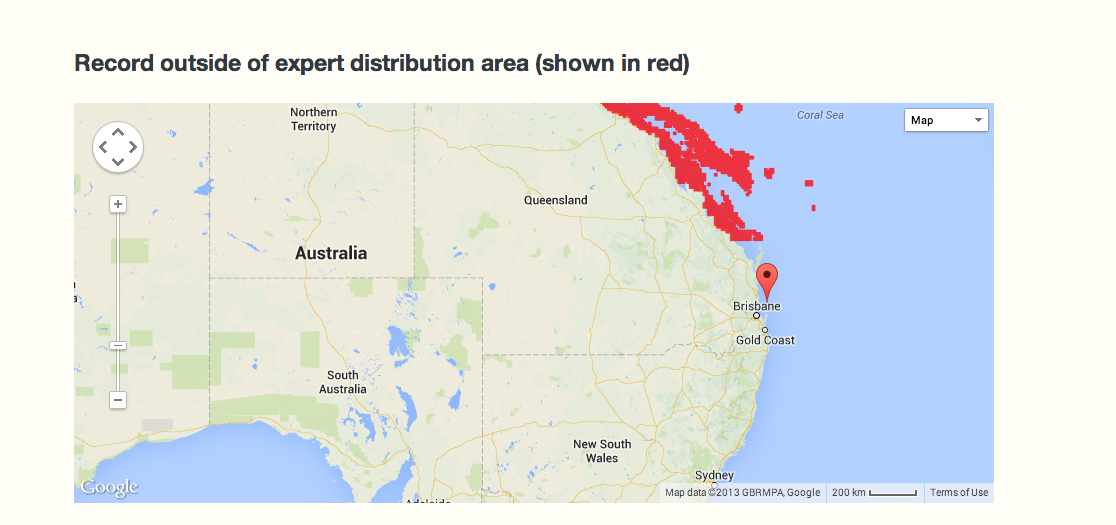 Record outside of expert distribution area (shown in red)
Northern
Territory
Coral Sea
Map
Queensland
Australia
Brisbane
Gold Coast
South
Australia
New South
Wales
Sydney
Google
Adelaide
Map data ©2013 GBRMPA, Google
200 km
Terms of Use